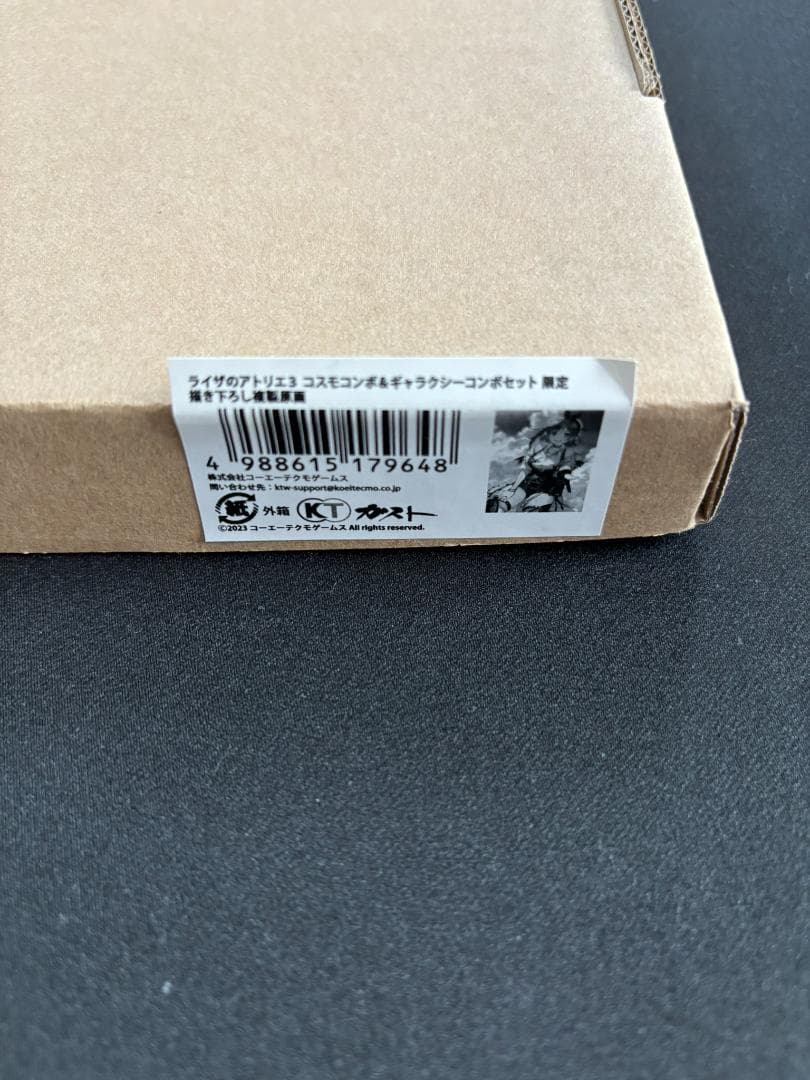 ライザのアトリエ3 コスモコンボ&ギャラクシーコンボセット 限定
描き下ろし複製原画
4 988615 179648
株式会社コーエーテクモゲームス
問い合わせ先：ktw-support@koeitecmo.co.jp
紙 外箱 KT ガスト
©2023 コーエーテクモゲームス All rights reserved.